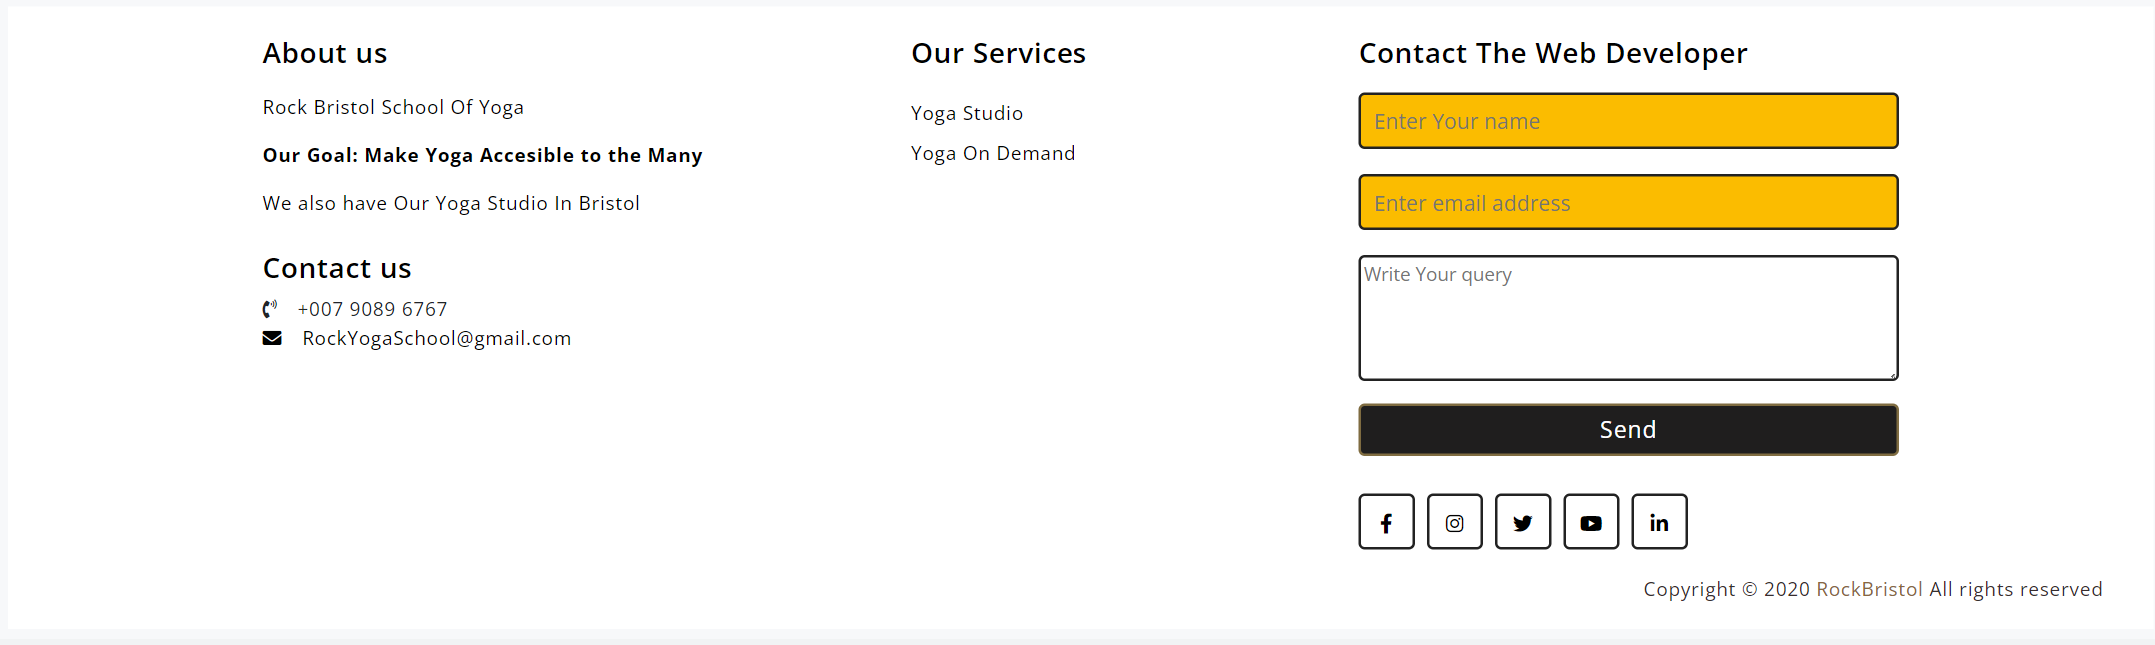 About us
Rock Bristol School Of Yoga
Our Goal: Make Yoga Accesible to the Many
We also have Our Yoga Studio In Bristol
Contact us
+007 9089 6767
RockYogaSchool@gmail.com
Our Services
Yoga Studio
Yoga On Demand
Contact The Web Developer
Enter Your name
Enter email address
Write Your query
Send
Copyright © 2020 RockBristol All rights reserved